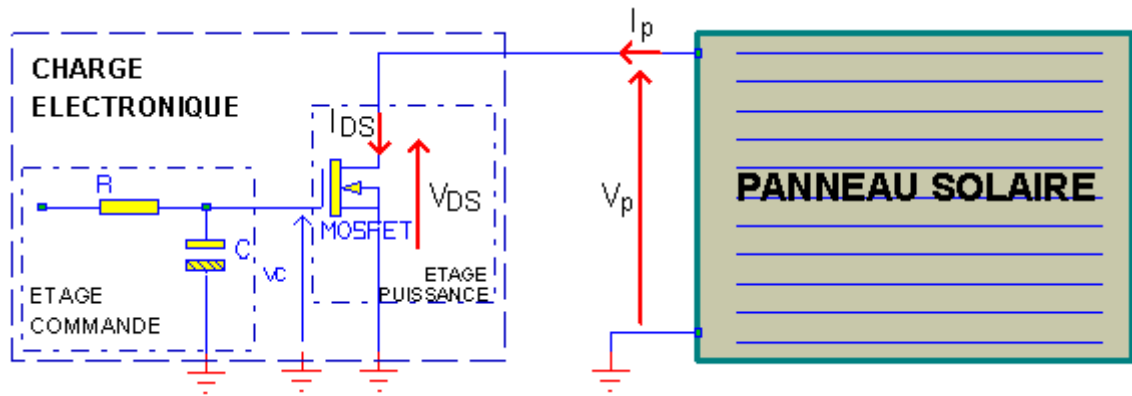 CHARGE
ELECTRONIQUE
Ip
IDS
R
VDS
Vp
PANNEAU SOLAIRE
MOSFET
C
VC
ETAGE
PUISSANCE
ETAGE
COMMANDE